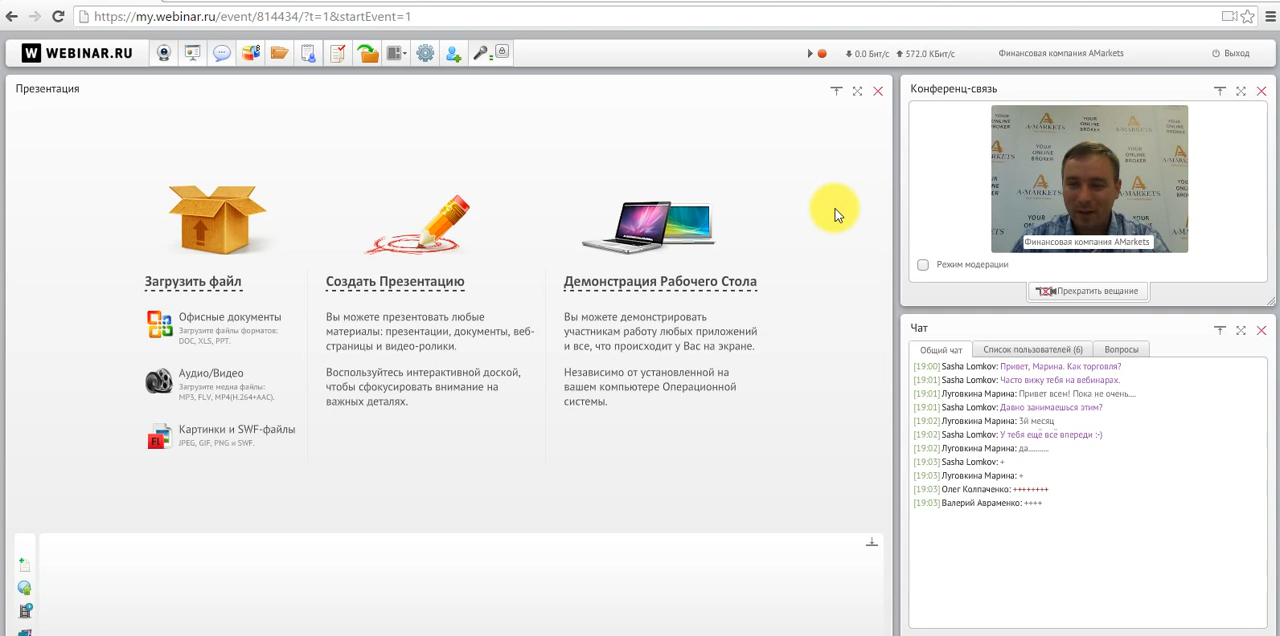 https://my.webinar.ru/event/814434/?t=1&startEvent=1
W WEBINAR.RU
0.0 Бит/с 572.0 КБит/с
Финансовая компания AMarkets
Выход
Презентация
Загрузить файл
Офисные документы
Загрузите файлы форматов:
DOC, XLS, PPT.
Аудио/Видео
Загрузите медиа файлы:
MP3, FLV, MP4(H.264+AAC).
Картинки и SWF-файлы
JPEG, GIF, PNG и SWF.
Создать Презентацию
Вы можете презентовать любые
материалы: презентации, документы, веб-
страницы и видео-ролики.
Воспользуйтесь интерактивной доской,
чтобы сфокусировать внимание на
важных деталях.
Демонстрация Рабочего Стола
Вы можете демонстрировать
участникам работу любых приложений
и все, что происходит у Вас на экране.
Независимо от установленной на
вашем компьютере Операционной
системы.
Конференц-связь
A-MARKETS
YOUR ONLINE BROKER
Финансовая компания AMarkets
Режим модерации
Прекратить вещание
Чат
Общий чат Список пользователей (6) Вопросы
[19:00] Sasha Lomkov: Привет, Марина. Как торговля?
[19:01] Sasha Lomkov: Часто вижу тебя на вебинарах.
[19:01] Луговкина Марина: Привет всем! Пока не очень....
[19:01] Sasha Lomkov: Давно занимаешься этим?
[19:02] Луговкина Марина: 3й месяц
[19:02] Sasha Lomkov: У тебя ещё всё впереди :-)
[19:02] Луговкина Марина: да..........
[19:03] Sasha Lomkov: +
[19:03] Луговкина Марина: +
[19:03] Олег Колпаченко: ++++++++
[19:03] Валерий Авраменко: ++++